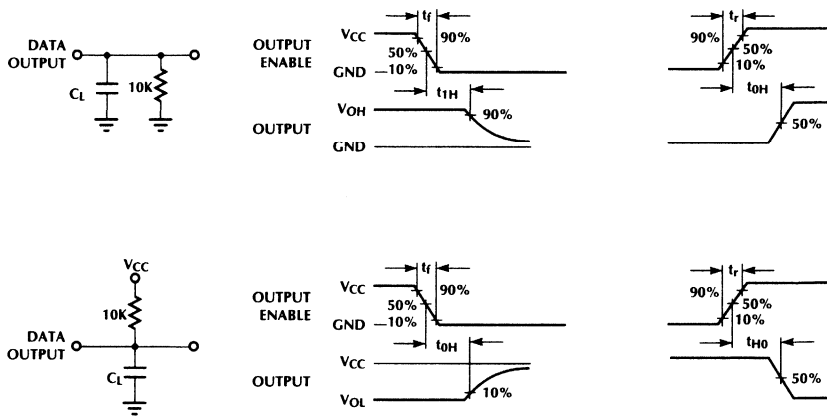 DATA
OUTPUT
CL
10K
OUTPUT
ENABLE
VCC
GND
tf
90%
50%
10%
t1H
OUTPUT
VOH
GND
90%
tr
90%
50%
10%
t0H
50%
VCC
10K
DATA
OUTPUT
CL
OUTPUT
ENABLE
VCC
GND
tf
90%
50%
10%
t0H
OUTPUT
VCC
VOL
10%
tr
90%
50%
10%
tH0
50%